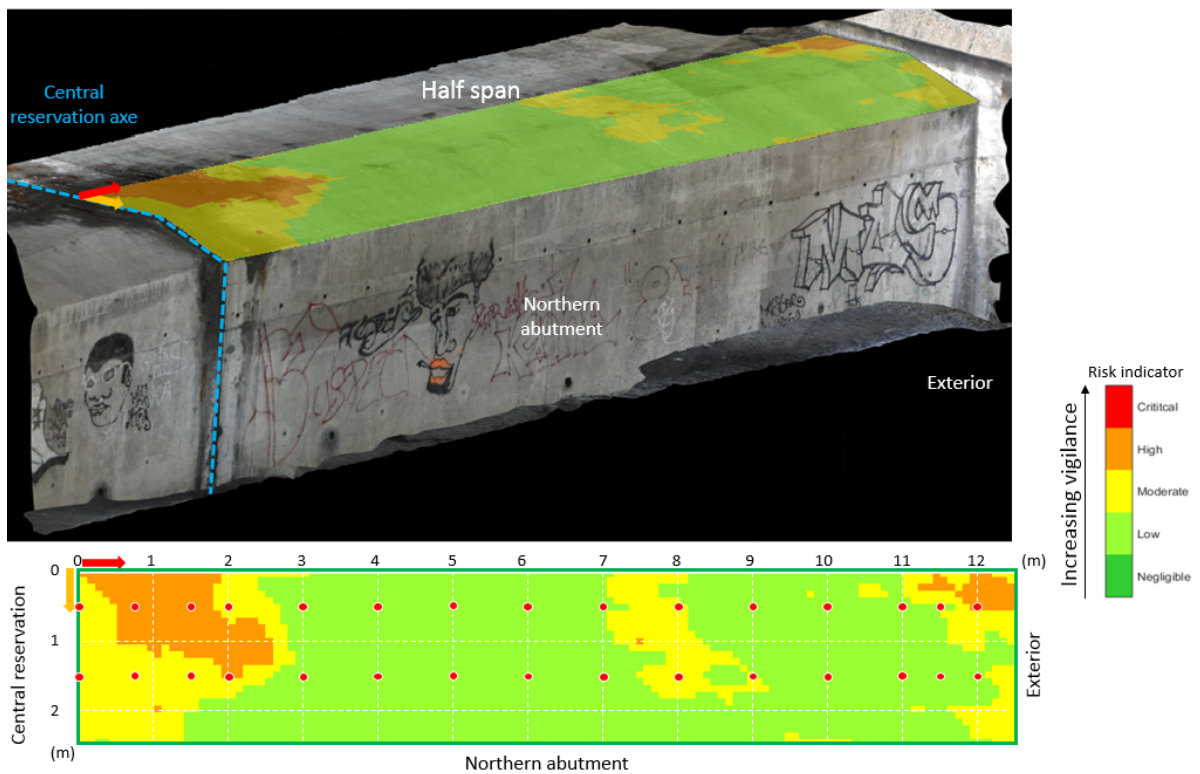 Half span
Central
reservation axe
Northern
abutment
Exterior
Risk indicator
Crititcal
High
Moderate
Low
Negligible
Increasing vigilance
0 1 2 3 4 5 6 7 8 9 10 11 12 (m)
0
1
2
(m)
Central reservation
Exterior
Northern abutment